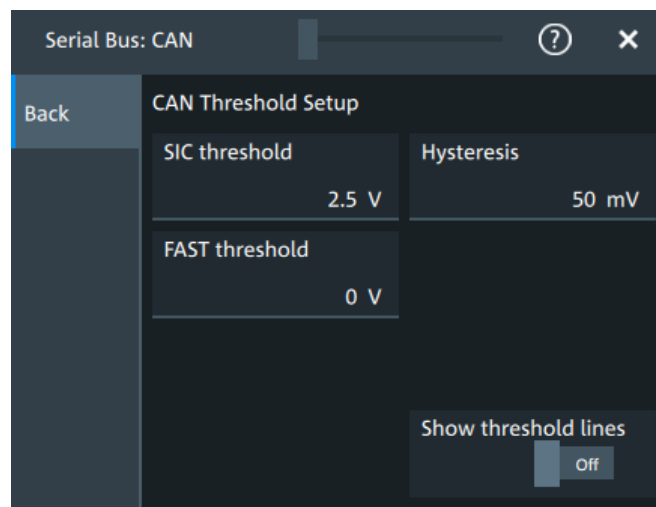 Serial Bus: CAN
?
×
Back
CAN Threshold Setup
SIC threshold
2.5 V
Hysteresis
50 mV
FAST threshold
0 V
Show threshold lines
Off